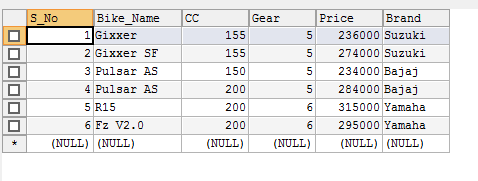 S_No Bike_Name CC Gear Price Brand
1 Gixxer 155 5 236000 Suzuki
2 Gixxer SF 155 5 274000 Suzuki
3 Pulsar AS 150 5 234000 Bajaj
4 Pulsar AS 200 5 284000 Bajaj
5 R15 200 6 315000 Yamaha
6 Fz V2.0 200 6 295000 Yamaha
* (NULL) (NULL) (NULL) (NULL) (NULL) (NULL)